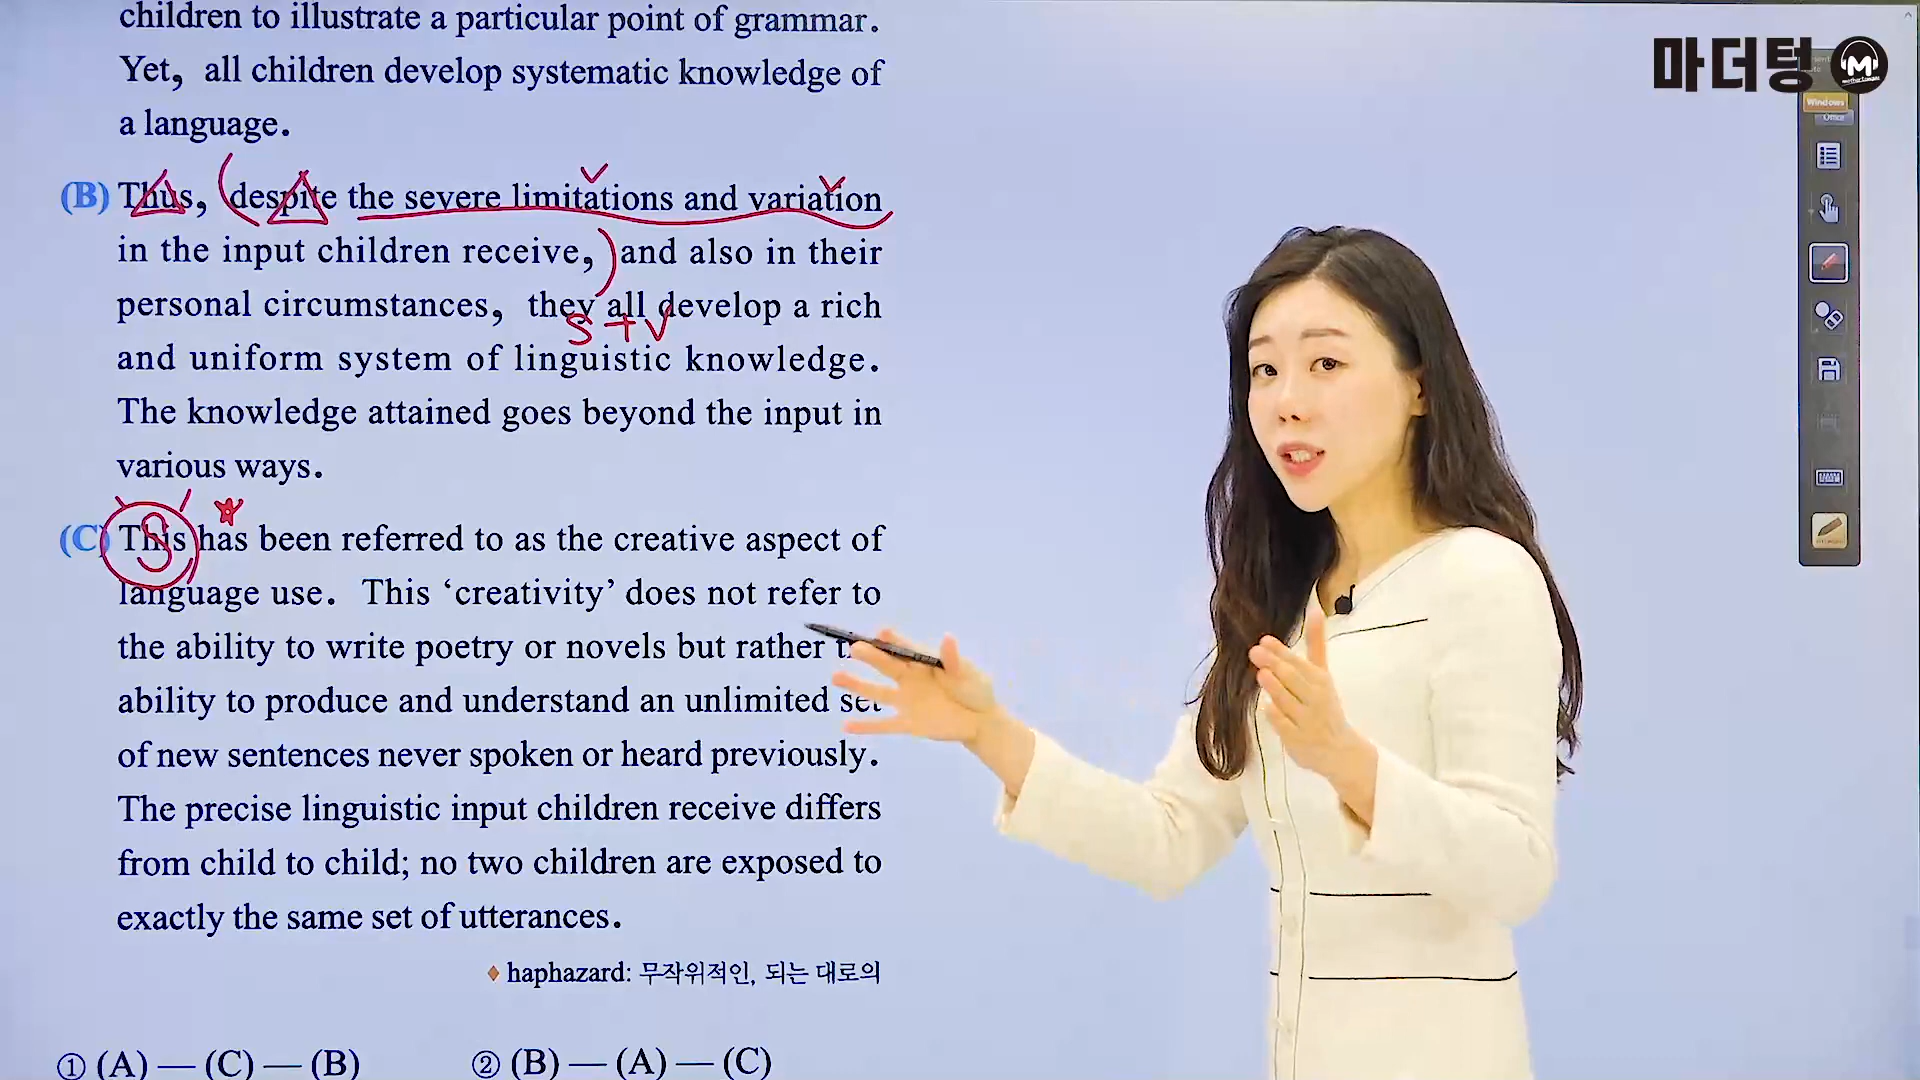 children to illustrate a particular point of grammar.
Yet, all children develop systematic knowledge of
a language.
(B) Thus, despite the severe limitations and variation
in the input children receive, and also in their
personal circumstances, they all develop a rich
S+V
and uniform system of linguistic knowledge.
The knowledge attained goes beyond the input in
various ways.
(C) This has been referred to as the creative aspect of
S
language use. This ‘creativity’ does not refer to
the ability to write poetry or novels but rather
ability to produce and understand an unlimited set
of new sentences never spoken or heard previously.
The precise linguistic input children receive differs
from child to child; no two children are exposed to
exactly the same set of utterances.
♦ haphazard: 무작위적인, 되는 대로의
① (A) — (C) — (B) ② (B) — (A) — (C)
마더텅
M
Windows
Office